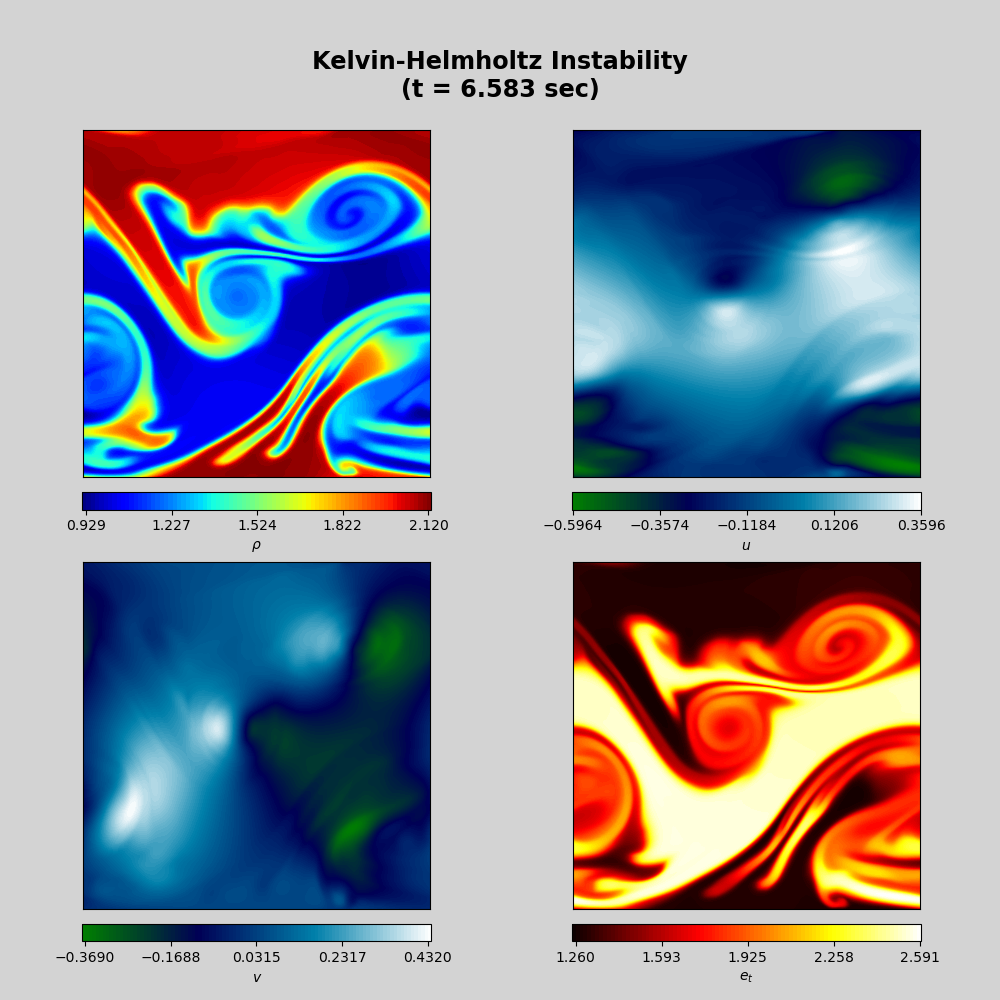 Kelvin-Helmholtz Instability
(t = 6.583 sec)
0.929 1.227 1.524 1.822 2.120
ρ
−0.5964 −0.3574 −0.1184 0.1206 0.3596
u
−0.3690 −0.1688 0.0315 0.2317 0.4320
v
1.260 1.593 1.925 2.258 2.591
eₜ